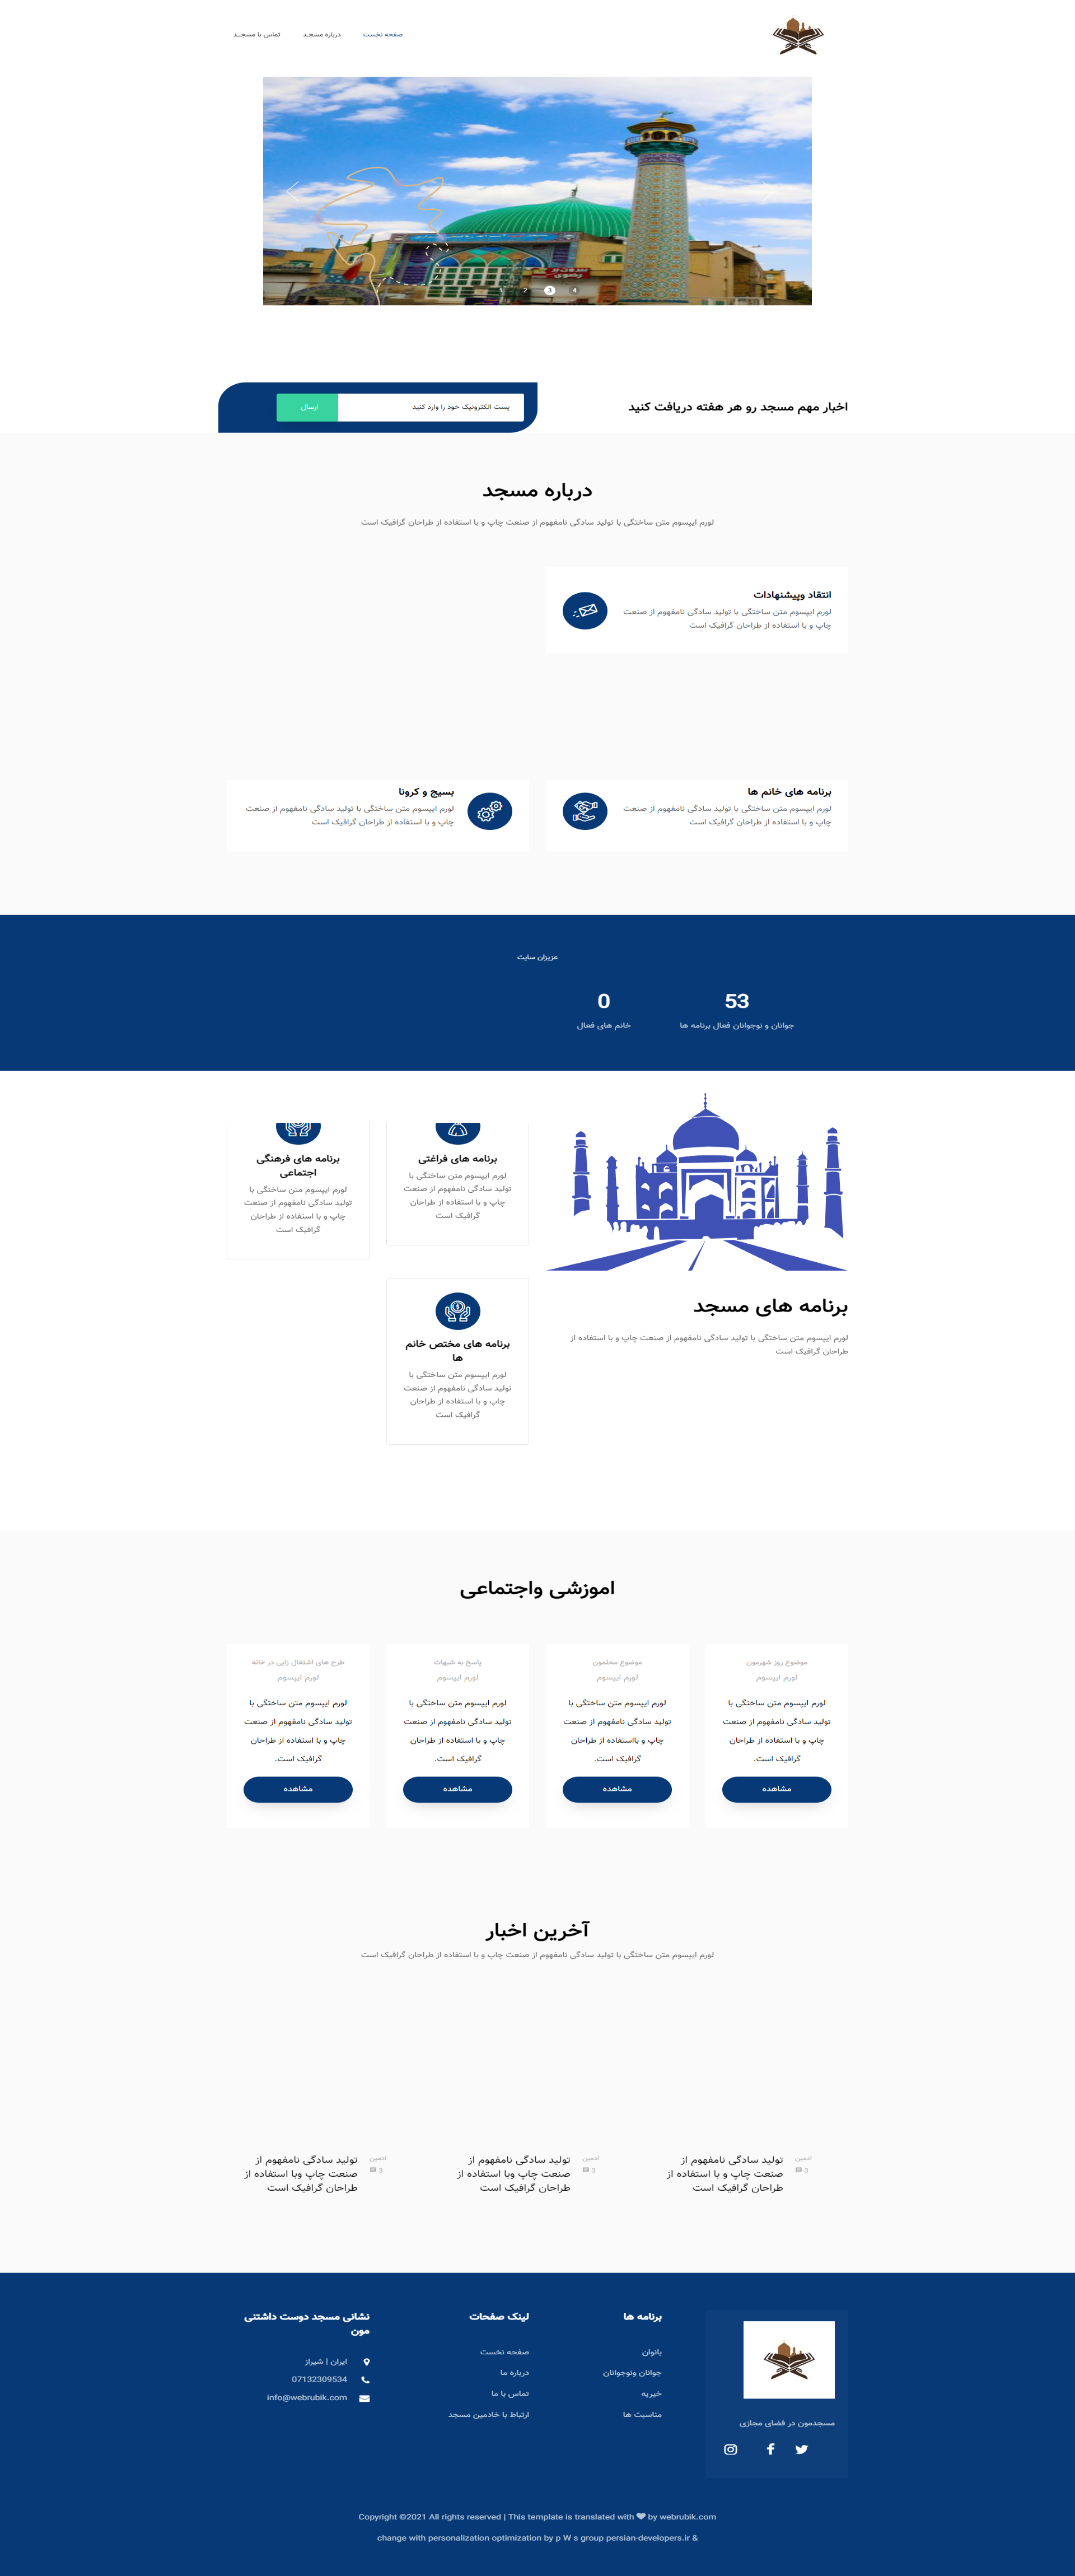 صفحه نخست
درباره مسجـد
تماس با مسجـــد
2
3
4
اخبار مهم مسجد رو هر هفته دریافت کنید
پست الکترونیک خود را وارد کنید
ارسال
درباره مسجد
لورم ایپسوم متن ساختگی با تولید سادگی نامفهوم از صنعت چاپ و با استفاده از طراحان گرافیک است
انتقاد وپیشنهادات
لورم ایپسوم متن ساختگی با تولید سادگی نامفهوم از صنعت
چاپ و با استفاده از طراحان گرافیک است
برنامه های خانم ها
لورم ایپسوم متن ساختگی با تولید سادگی نامفهوم از صنعت
چاپ و با استفاده از طراحان گرافیک است
بسیج و کرونا
لورم ایپسوم متن ساختگی با تولید سادگی نامفهوم از صنعت
چاپ و با استفاده از طراحان گرافیک است
عزیزان سایت
53
جوانان و نوجوانان فعال برنامه ها
0
خانم های فعال
برنامه های مسجد
لورم ایپسوم متن ساختگی با تولید سادگی نامفهوم از صنعت چاپ و با استفاده از
طراحان گرافیک است
برنامه های فراغتی
لورم ایپسوم متن ساختگی با
تولید سادگی نامفهوم از صنعت
چاپ و با استفاده از طراحان
گرافیک است
برنامه های فرهنگی
اجتماعی
لورم ایپسوم متن ساختگی با
تولید سادگی نامفهوم از صنعت
چاپ و با استفاده از طراحان
گرافیک است
برنامه های مختص خانم
ها
لورم ایپسوم متن ساختگی با
تولید سادگی نامفهوم از صنعت
چاپ و با استفاده از طراحان
گرافیک است
اموزشی واجتماعی
موضوع روز شهرمون
لورم ایپسوم
لورم ایپسوم متن ساختگی با
تولید سادگی نامفهوم از صنعت
چاپ و با استفاده از طراحان
گرافیک است.
مشاهده
موضوع محلمون
لورم ایپسوم
لورم ایپسوم متن ساختگی با
تولید سادگی نامفهوم از صنعت
چاپ و بااستفاده از طراحان
گرافیک است.
مشاهده
پاسخ به شبهات
لورم ایپسوم
لورم ایپسوم متن ساختگی با
تولید سادگی نامفهوم از صنعت
چاپ و با استفاده از طراحان
گرافیک است.
مشاهده
طرح های اشتغال زایی در خانه
لورم ایپسوم
لورم ایپسوم متن ساختگی با
تولید سادگی نامفهوم از صنعت
چاپ و با استفاده از طراحان
گرافیک است.
مشاهده
آخرین اخبار
لورم ایپسوم متن ساختگی با تولید سادگی نامفهوم از صنعت چاپ و با استفاده از طراحان گرافیک است
ادمین
3
تولید سادگی نامفهوم از
صنعت چاپ و با استفاده از
طراحان گرافیک است
ادمین
3
تولید سادگی نامفهوم از
صنعت چاپ وبا استفاده از
طراحان گرافیک است
ادمین
3
تولید سادگی نامفهوم از
صنعت چاپ وبا استفاده از
طراحان گرافیک است
مسجدمون در فضای مجازی
برنامه ها
بانوان
جوانان ونوجوانان
خیریه
مناسبت ها
لینک صفحات
صفحه نخست
درباره ما
تماس با ما
ارتباط با خادمین مسجد
نشانی مسجد دوست داشتنی
مون
ایران | شیراز
07132309534
info@webrubik.com
Copyright ©2021 All rights reserved | This template is translated with ❤ by webrubik.com
change with personalization optimization by p W s group persian-developers.ir &